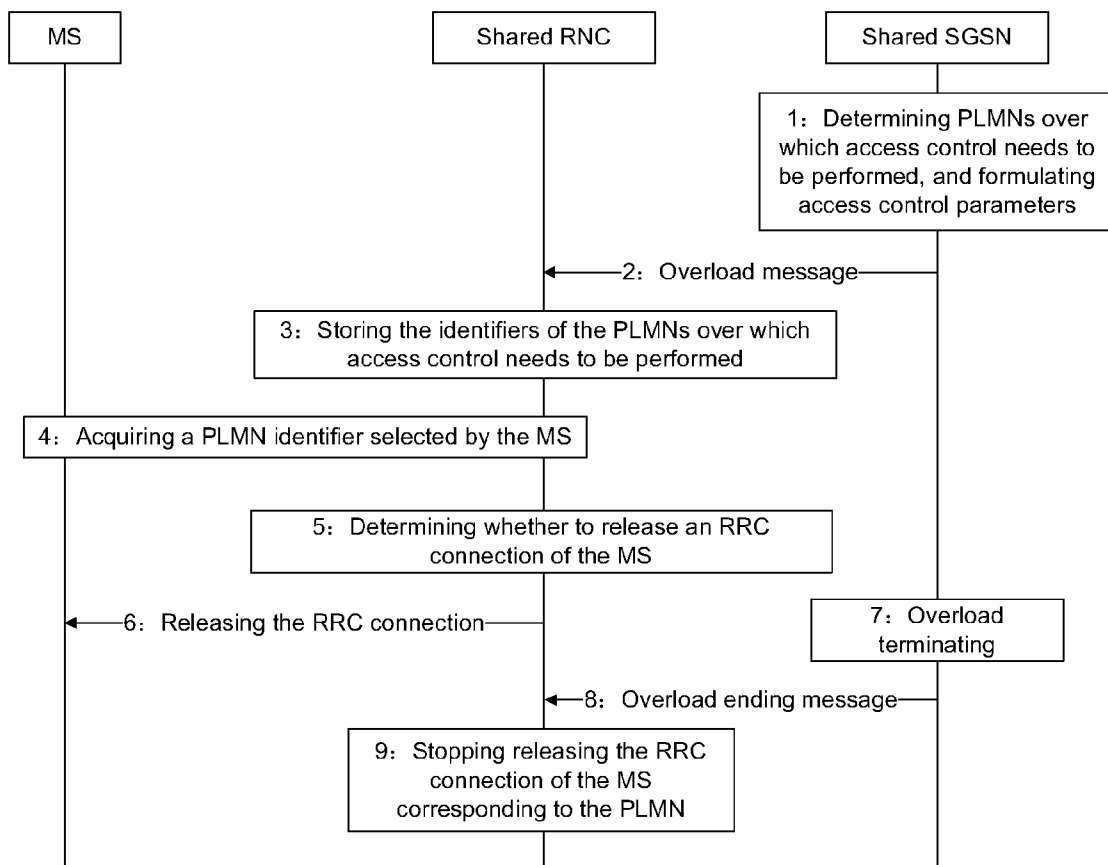 MS
Shared RNC
Shared SGSN
1：Determining PLMNs over
which access control needs to
be performed, and formulating
access control parameters
2：Overload message
3：Storing the identifiers of the PLMNs over which
access control needs to be performed
4：Acquiring a PLMN identifier selected by the MS
5：Determining whether to release an RRC
connection of the MS
6：Releasing the RRC connection
7：Overload
terminating
8：Overload ending message
9：Stopping releasing the RRC
connection of the MS
corresponding to the PLMN